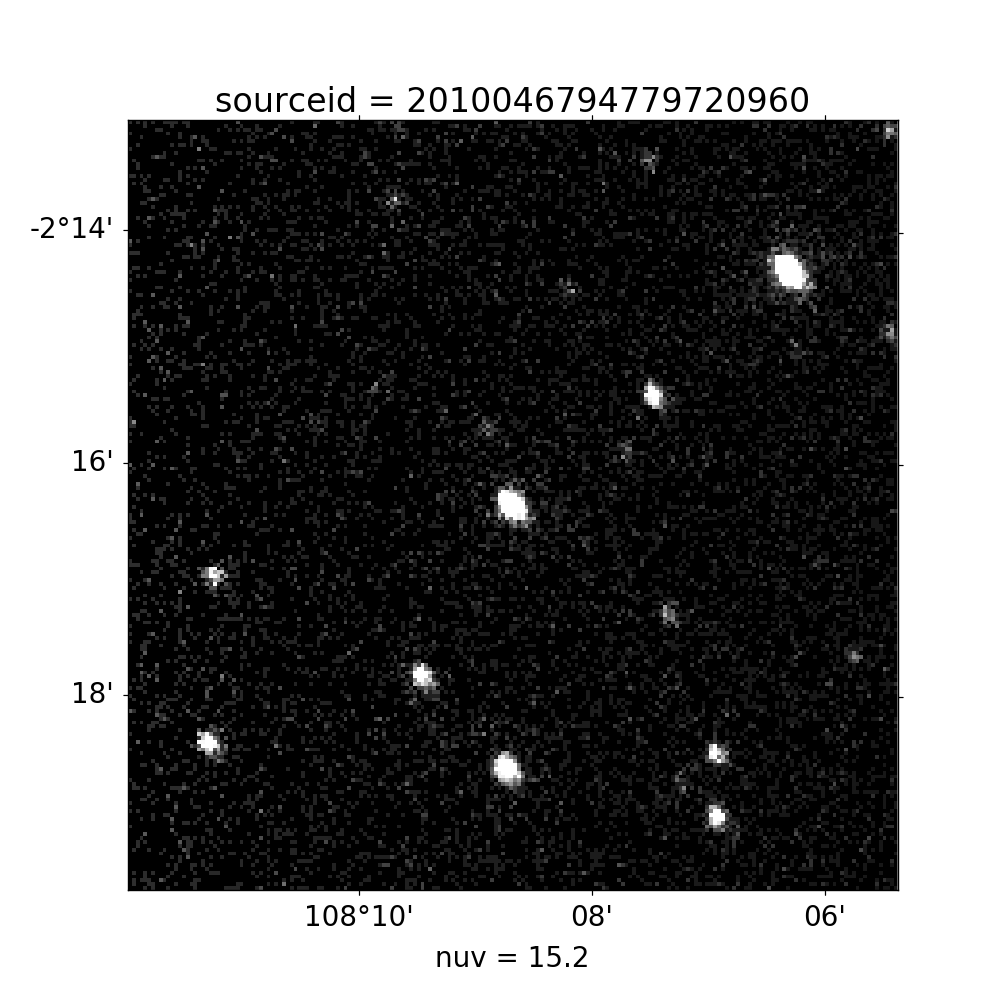 sourceid = 2010046794779720960
-2°14'
16'
18'
108°10' 08' 06'
nuv = 15.2